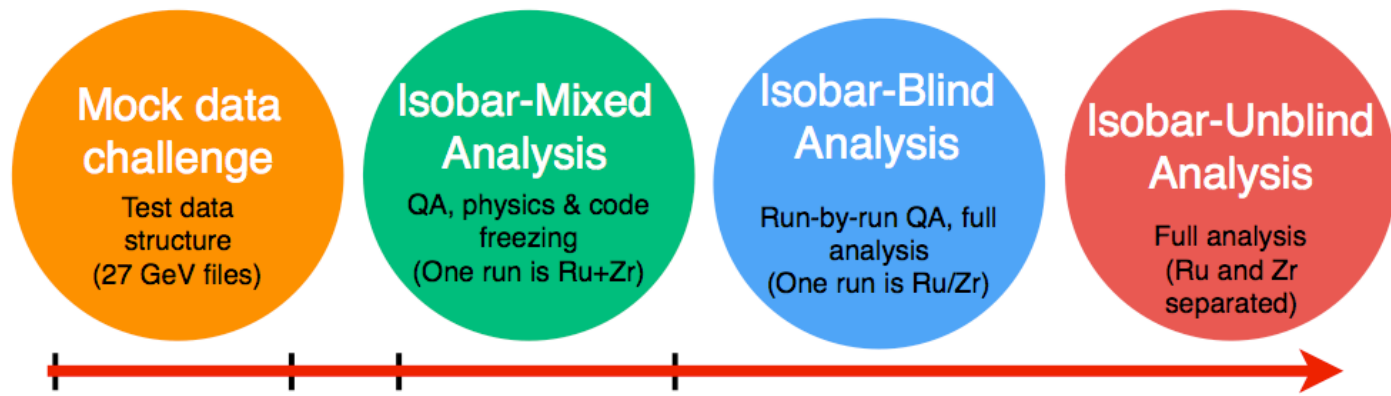 Mock data
challenge
Test data
structure
(27 GeV files)
Isobar-Mixed
Analysis
QA, physics & code
freezing
(One run is Ru+Zr)
Isobar-Blind
Analysis
Run-by-run QA, full
analysis
(One run is Ru/Zr)
Isobar-Unblind
Analysis
Full analysis
(Ru and Zr
separated)